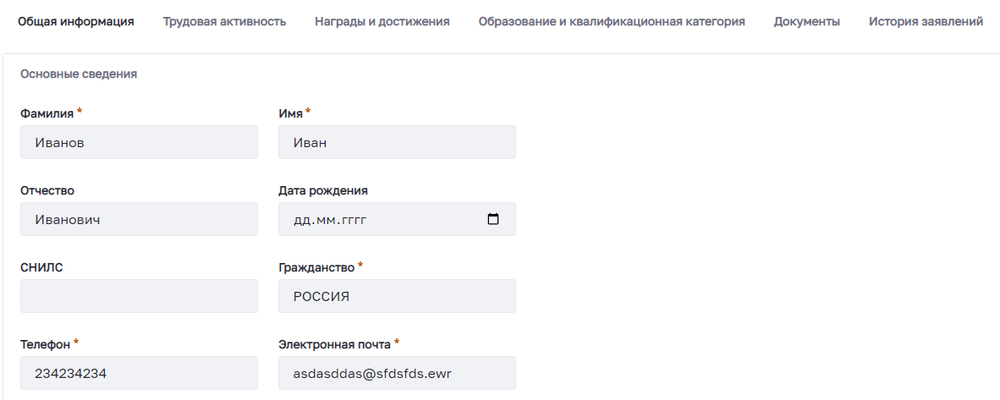 Общая информация Трудовая активность Награды и достижения Образование и квалификационная категория Документы История заявлений
Основные сведения
Фамилия * Имя *
Иванов Иван
Отчество Дата рождения
Иванович дд.мм.гггг
СНИЛС Гражданство *
РОССИЯ
Телефон * Электронная почта *
234234234 asdasddas@sfdsfds.ewr